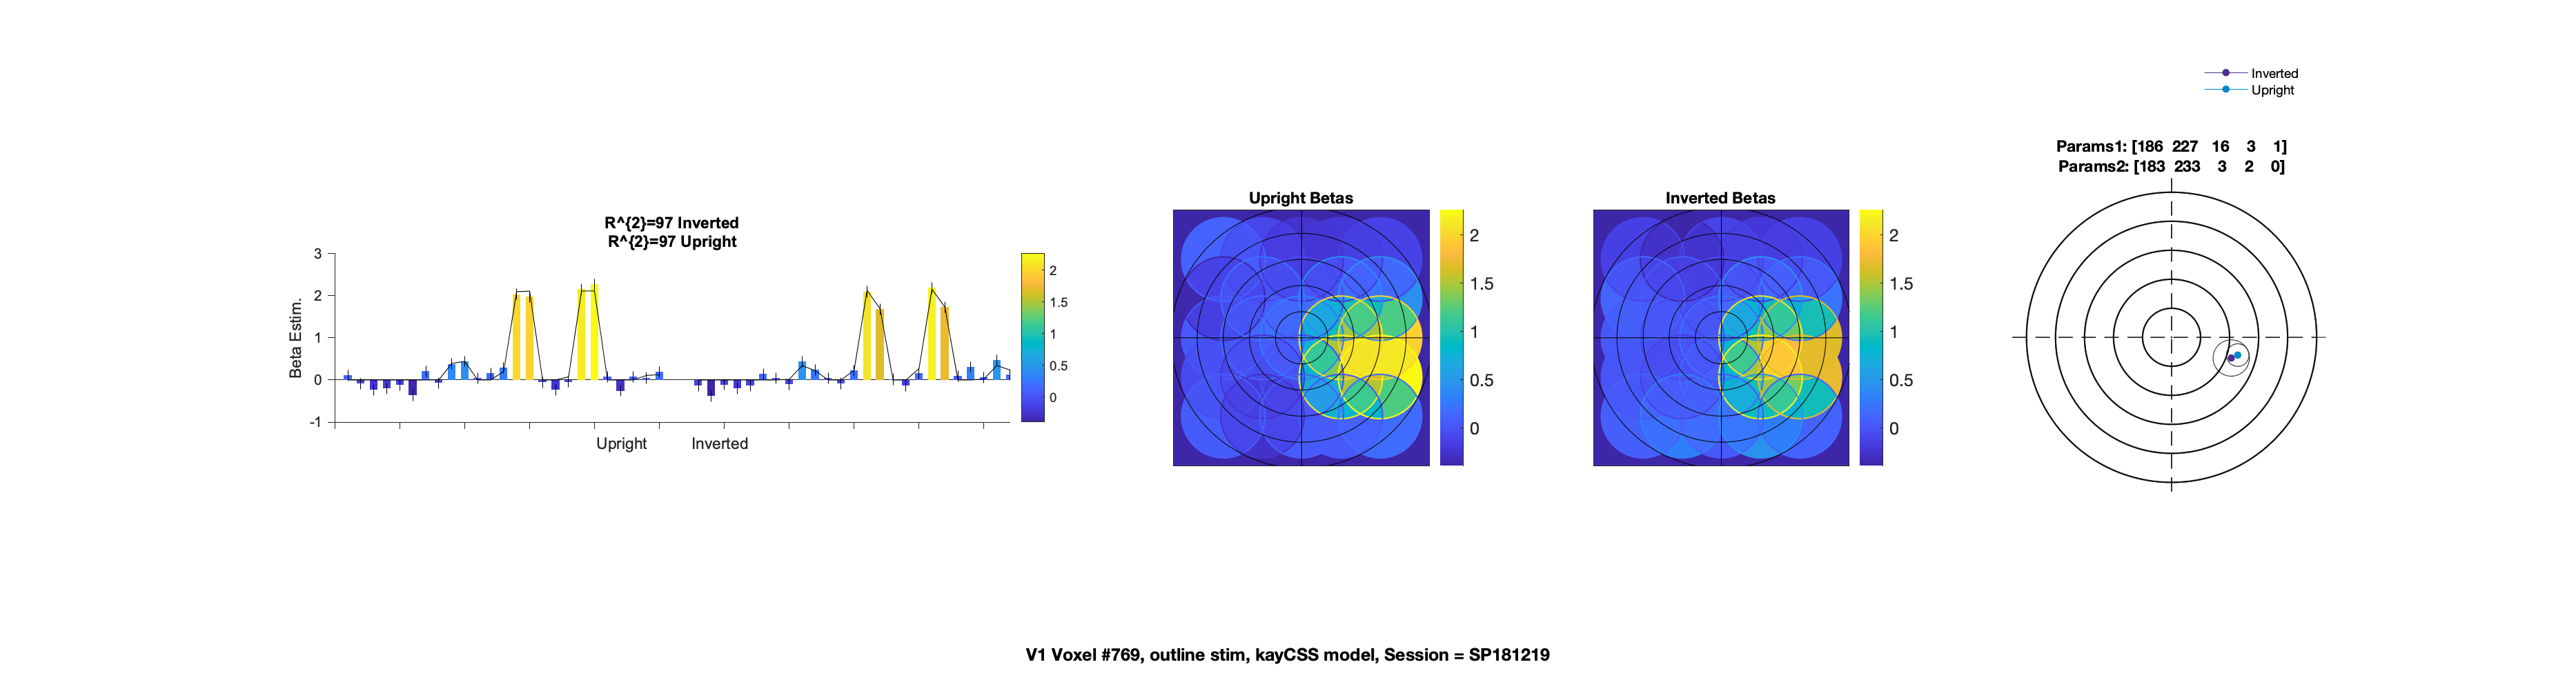 Inverted
Upright
Params1: [186 227 16 3 1]
Params2: [183 233 3 2 0]
Upright Betas
Inverted Betas
R^{2}=97 Inverted
R^{2}=97 Upright
Beta Estim.
3
2
1
0
-1
Upright
Inverted
2
1.5
1
0.5
0
2
1.5
1
0.5
0
2
1.5
1
0.5
0
V1 Voxel #769, outline stim, kayCSS model, Session = SP181219